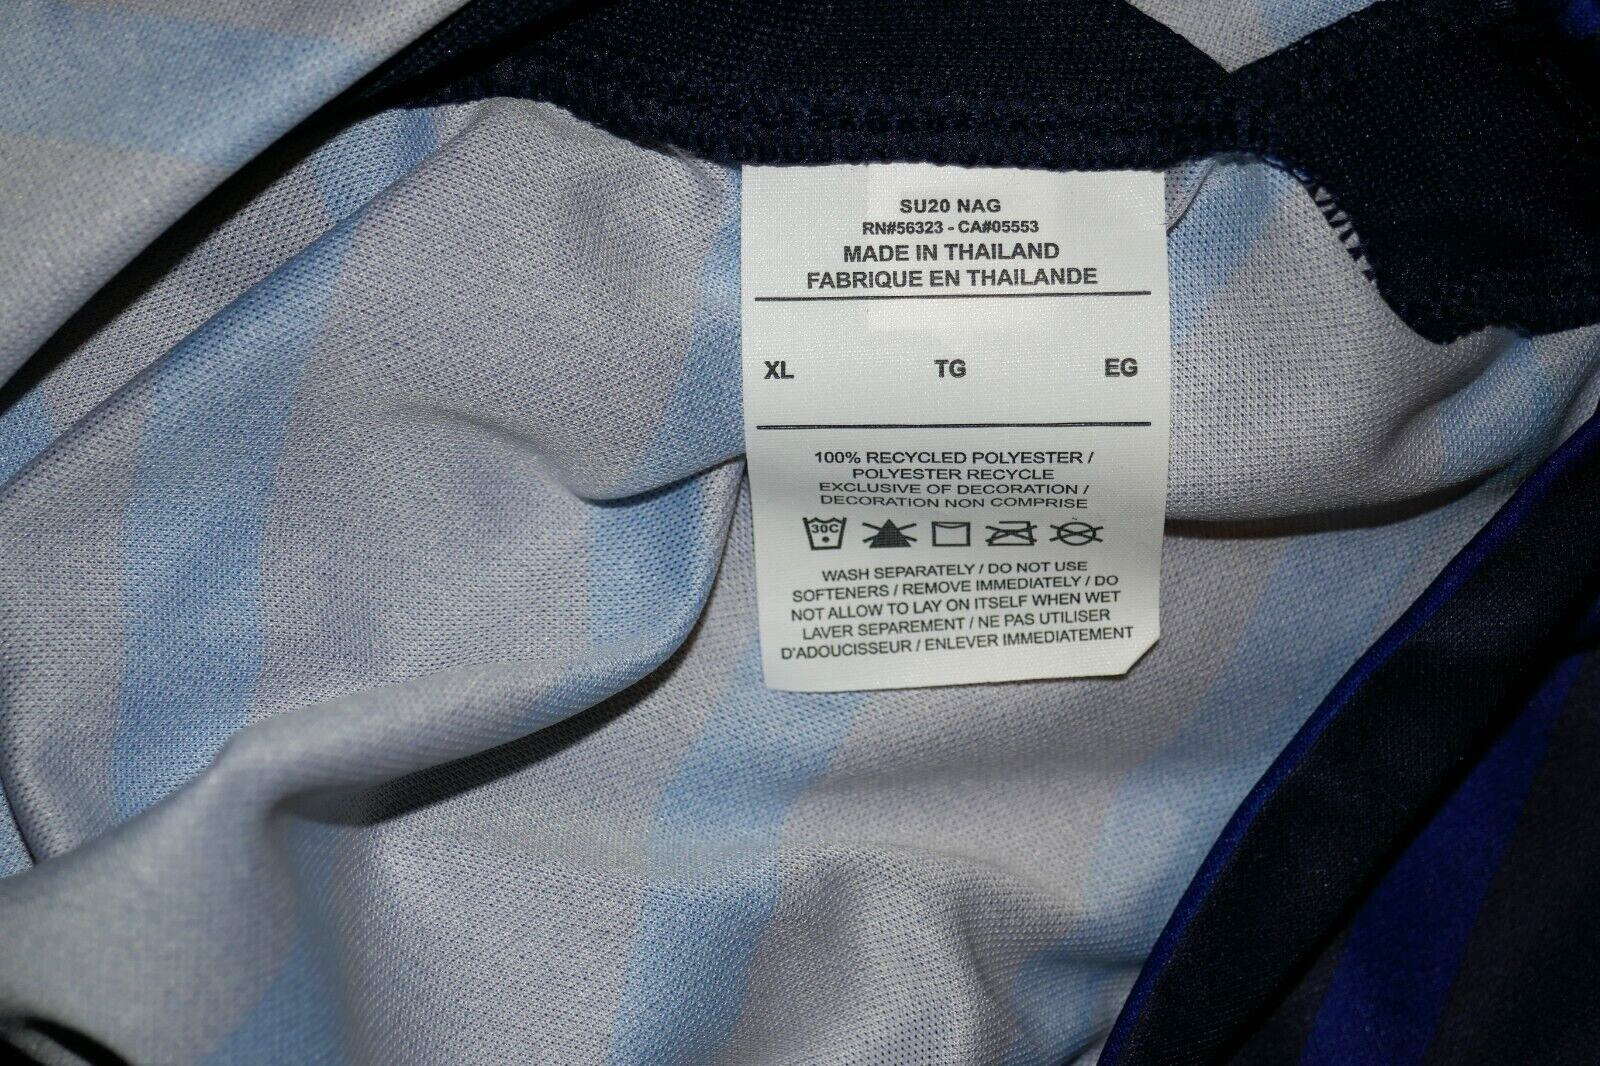 SU20 NAG
RN#56323 - CA#05553
MADE IN THAILAND
FABRIQUE EN THAILANDE
XL TG EG
100% RECYCLED POLYESTER /
POLYESTER RECYCLE
EXCLUSIVE OF DECORATION /
DECORATION NON COMPRISE
30C
WASH SEPARATELY / DO NOT USE
SOFTENERS / REMOVE IMMEDIATELY / DO
NOT ALLOW TO LAY ON ITSELF WHEN WET
LAVER SEPAREMENT / NE PAS UTILISER
D'ADOUCISSEUR / ENLEVER IMMEDIATEMENT